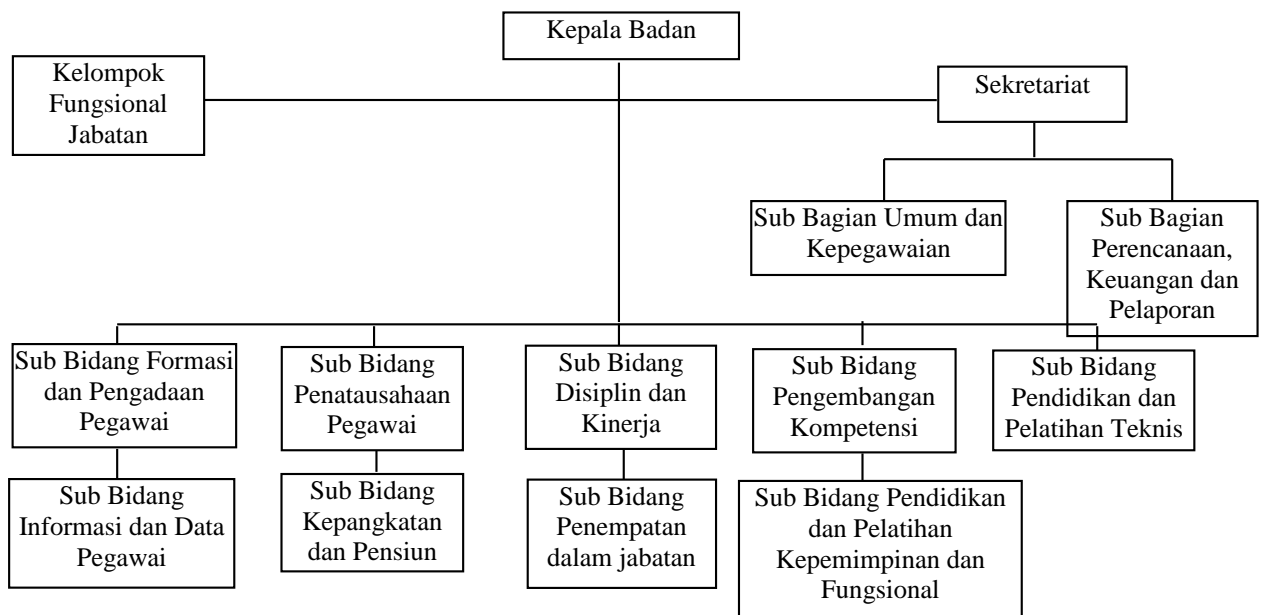 Kepala Badan
Kelompok
Fungsional
Jabatan
Sekretariat
Sub Bagian Umum dan
Kepegawaian
Sub Bagian
Perencanaan,
Keuangan dan
Pelaporan
Sub Bidang Formasi
dan Pengadaan
Pegawai
Sub Bidang
Penatausahaan
Pegawai
Sub Bidang
Disiplin dan
Kinerja
Sub Bidang
Pengembangan
Kompetensi
Sub Bidang
Pendidikan dan
Pelatihan Teknis
Sub Bidang
Informasi dan Data
Pegawai
Sub Bidang
Kepangkatan
dan Pensiun
Sub Bidang
Penempatan
dalam jabatan
Sub Bidang Pendidikan
dan Pelatihan
Kepemimpinan dan
Fungsional